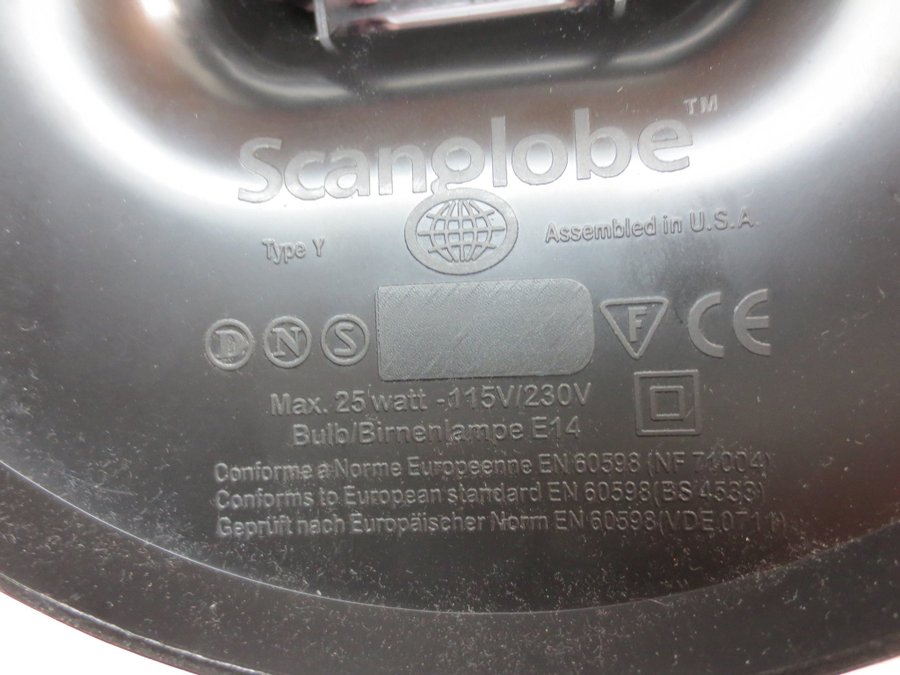 Scanglobe™
Type Y
Assembled in U.S.A.
D N S F CE
Max. 25 watt -115V/230V
Bulb/Birnenlampe E14
Conforme a Norme Europeenne EN 60598 (NF 71004)
Conforms to European standard EN 60598(BS 4533)
Geprüft nach Europäischer Norm EN 60598(VDE 0711)